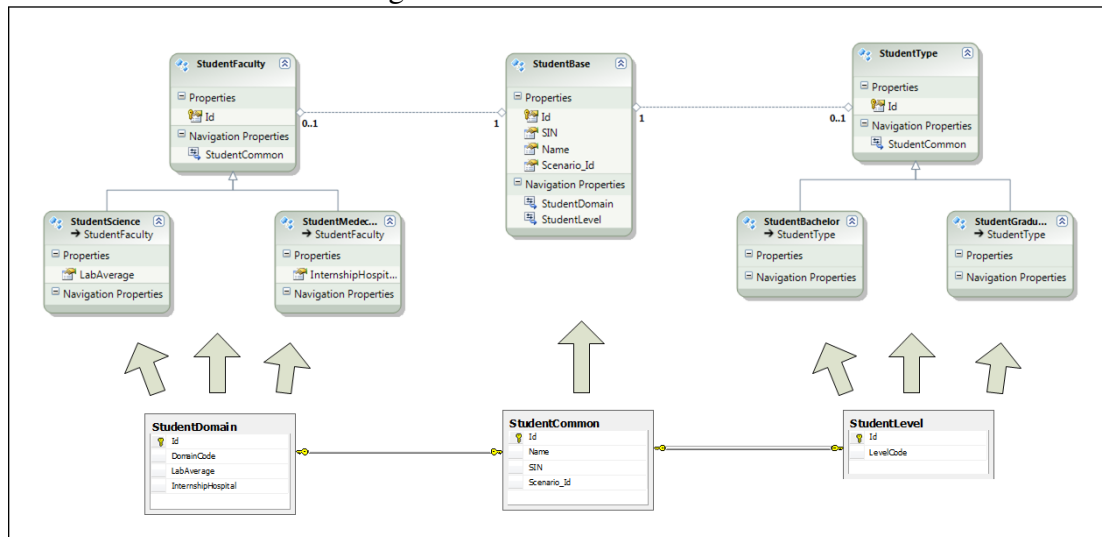 StudentFaculty
Properties
Id
Navigation Properties
StudentCommon
0..1
1
StudentBase
Properties
Id
SIN
Name
Scenario_Id
Navigation Properties
StudentDomain
StudentLevel
1
0..1
StudentType
Properties
Id
Navigation Properties
StudentCommon
StudentScience
→ StudentFaculty
Properties
LabAverage
Navigation Properties
StudentMedec...
→ StudentFaculty
Properties
InternshipHospit...
Navigation Properties
StudentBachelor
→ StudentType
Properties
Navigation Properties
StudentGradu...
→ StudentType
Properties
Navigation Properties
StudentDomain
Id
DomainCode
LabAverage
InternshipHospital
StudentCommon
Id
Name
SIN
Scenario_Id
StudentLevel
Id
LevelCode